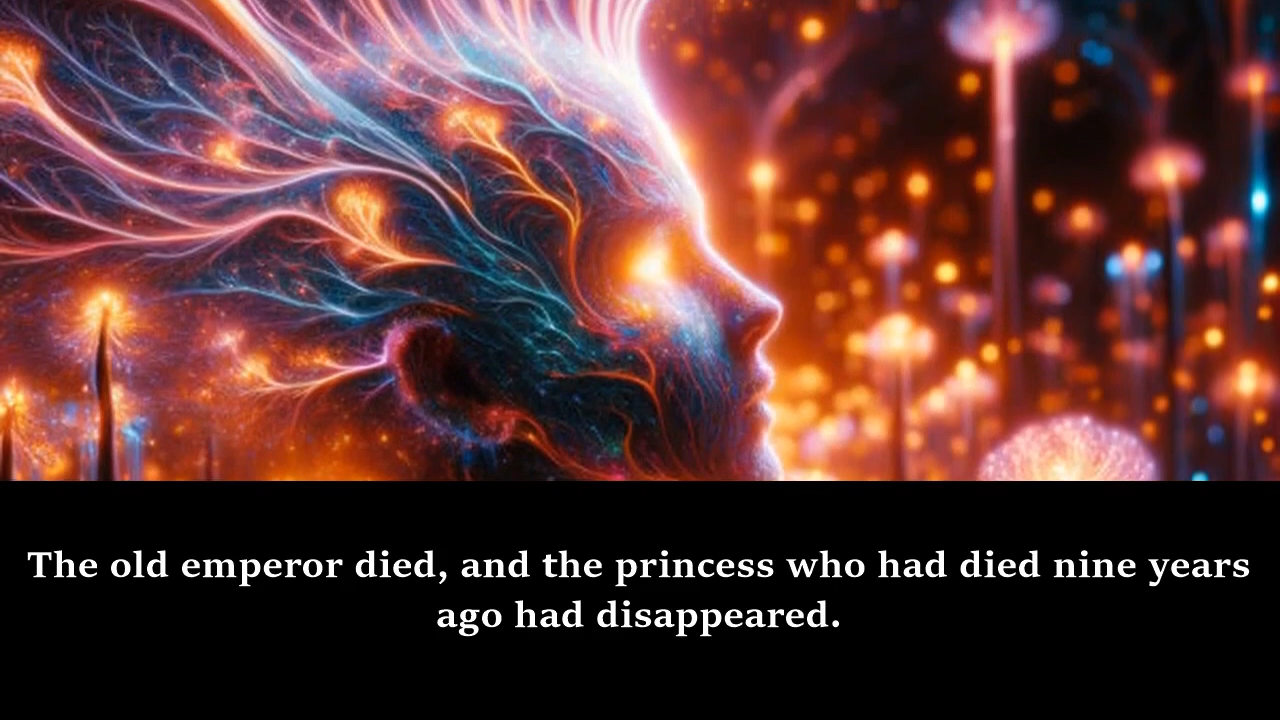 The old emperor died, and the princess who had died nine years
ago had disappeared.